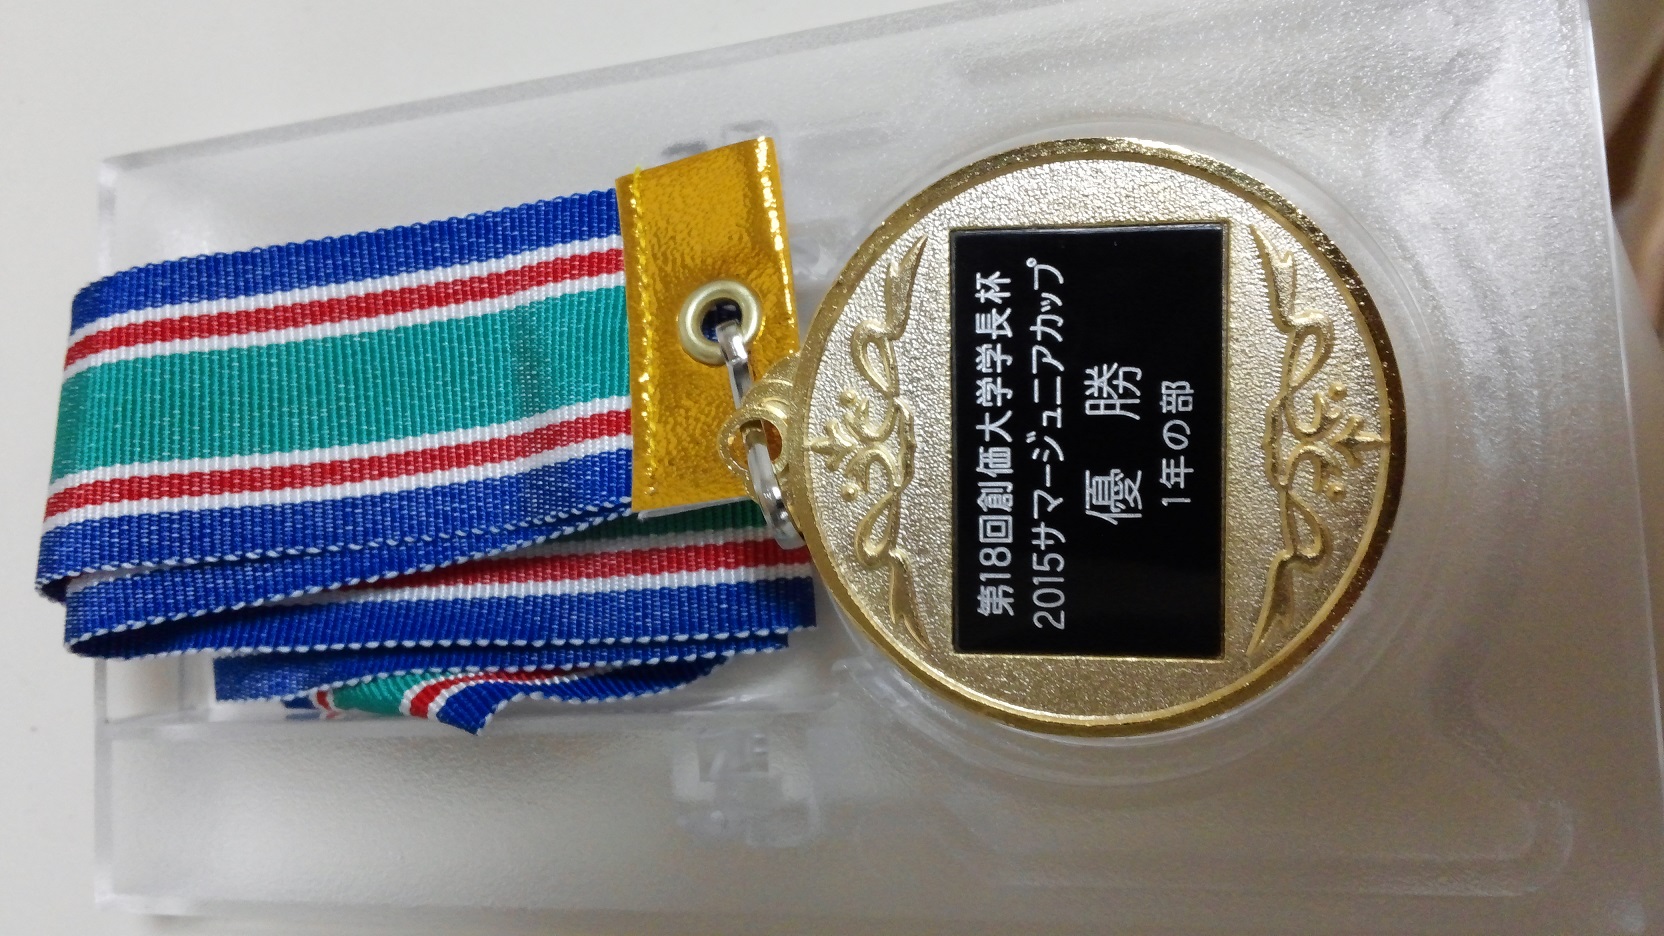 第18回創価大学学長杯
2015サマージュニアカップ
優 勝
1年の部